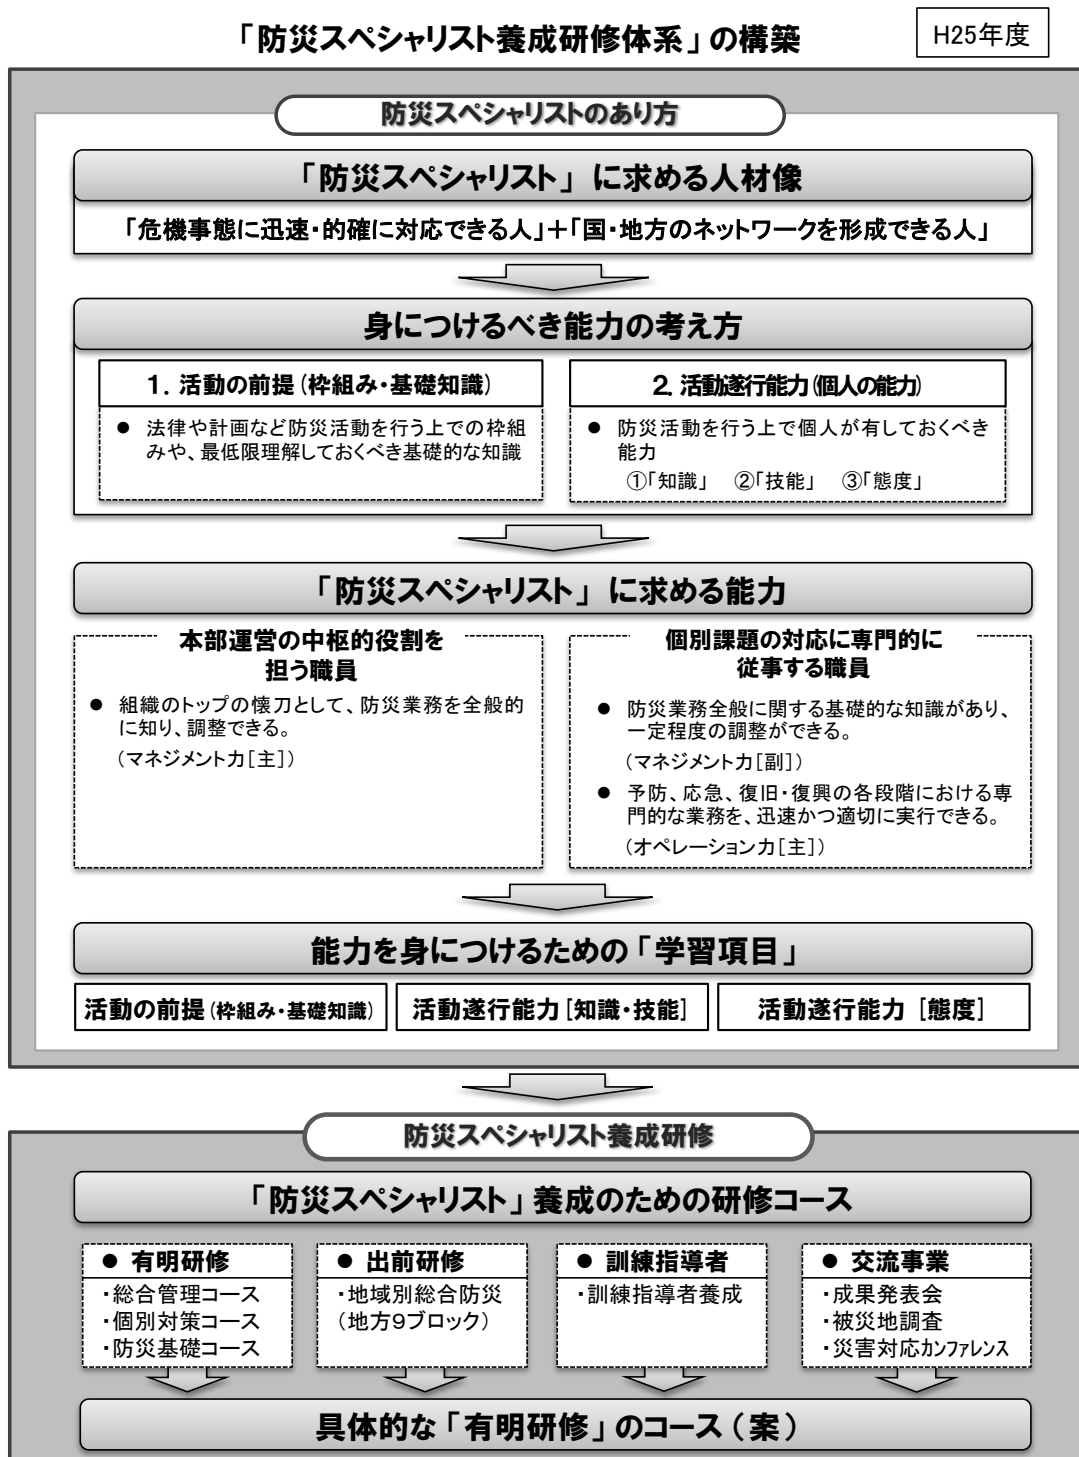 「防災スペシャリスト養成研修体系」の構築
H25年度
防災スペシャリストのあり方
「防災スペシャリスト」に求める人材像
「危機事態に迅速・的確に対応できる人」＋「国・地方のネットワークを形成できる人」
身につけるべき能力の考え方
１．活動の前提（枠組み・基礎知識）
● 法律や計画など防災活動を行う上での枠組
みや、最低限理解しておくべき基礎的な知識
２．活動遂行能力（個人の能力）
● 防災活動を行う上で個人が有しておくべき
能力
①「知識」 ②「技能」 ③「態度」
「防災スペシャリスト」に求める能力
本部運営の中枢的役割を
担う職員
● 組織のトップの懐刀として、防災業務を全般的
に知り、調整できる。
（マネジメント力［主］）
個別課題の対応に専門的に
従事する職員
● 防災業務全般に関する基礎的な知識があり、
一定程度の調整ができる。
（マネジメント力［副］）
● 予防、応急、復旧・復興の各段階における専
門的な業務を、迅速かつ適切に実行できる。
（オペレーション力［主］）
能力を身につけるための「学習項目」
活動の前提（枠組み・基礎知識）
活動遂行能力［知識・技能］
活動遂行能力 ［態度］
防災スペシャリスト養成研修
「防災スペシャリスト」養成のための研修コース
● 有明研修
・総合管理コース
・個別対策コース
・防災基礎コース
● 出前研修
・地域別総合防災
（地方９ブロック）
● 訓練指導者
・訓練指導者養成
● 交流事業
・成果発表会
・被災地調査
・災害対応カンファレンス
具体的な「有明研修」のコース（案）